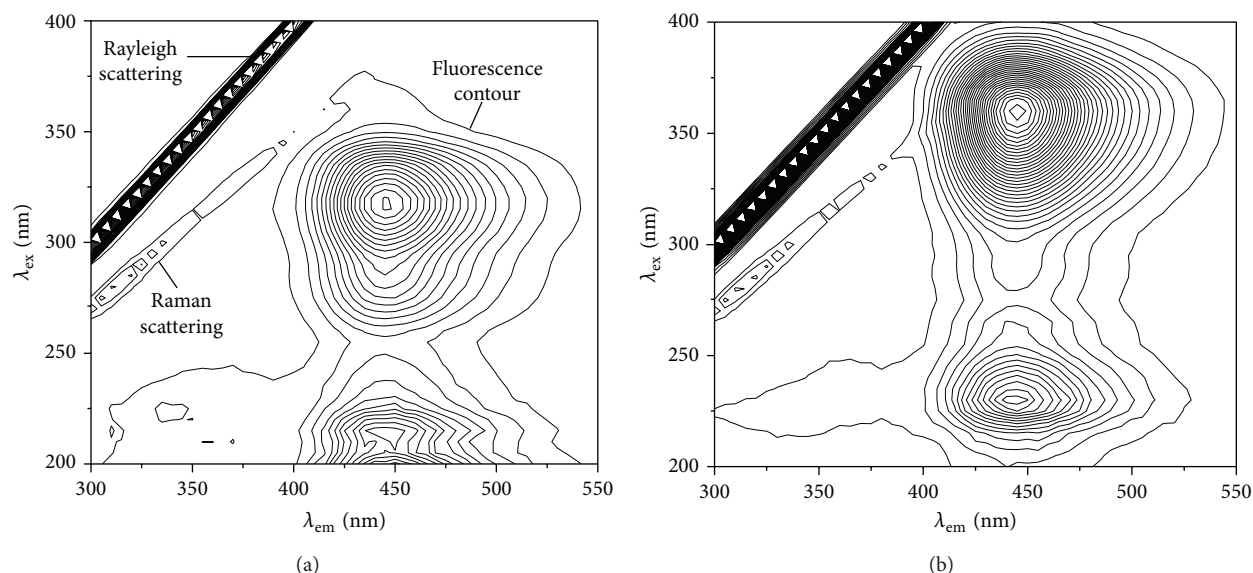 400
350
300
250
200
λex (nm)
Rayleigh
scattering
Fluorescence
contour
Raman
scattering
300 350 400 450 500 550
λem (nm)
(a)
400
350
300
250
200
λex (nm)
300 350 400 450 500 550
λem (nm)
(b)